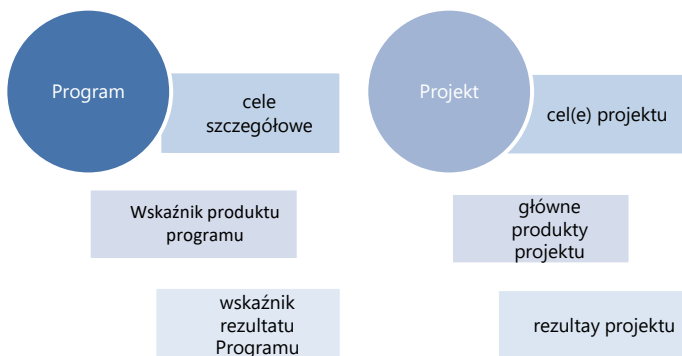 Program
cele
szczegółowe
Wskaźnik produktu
programu
wskaźnik
rezultatu
Programu
Projekt
cel(e) projektu
główne
produkty
projektu
rezultay projektu